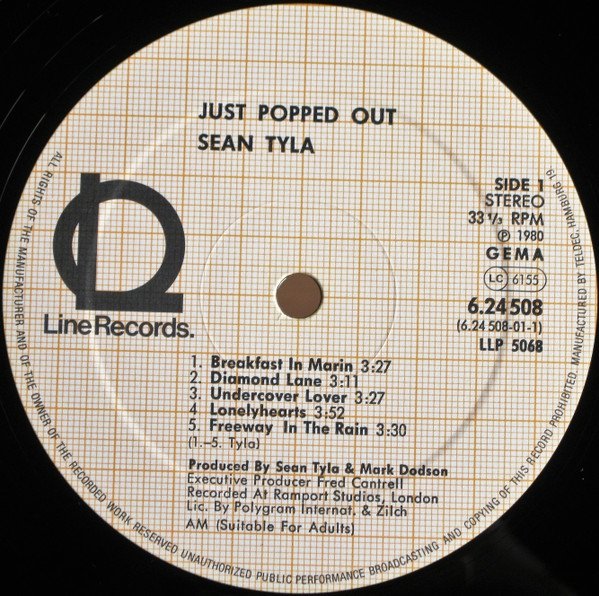 JUST POPPED OUT
SEAN TYLA
SIDE 1
STEREO
33 1/3 RPM
℗ 1980
GEMA
LC 6155
6.24508
(6.24 508-01-1)
LLP 5068
LineRecords.
1. Breakfast In Marin 3:27
2. Diamond Lane 3:11
3. Undercover Lover 3:27
4. Lonelyhearts 3:52
5. Freeway In The Rain 3:30
(1.–5. Tyla)
Produced By Sean Tyla & Mark Dodson
Executive Producer Fred Cantrell
Recorded At Ramport Studios, London
Lic. By Polygram Internat. & Zilch
AM (Suitable For Adults)
ALL RIGHTS OF THE MANUFACTURER AND OF THE OWNER OF THE RECORDED WORK RESERVED UNAUTHORIZED PUBLIC PERFORMANCE BROADCASTING AND COPYING OF THIS RECORD PROHIBITED. MANUFACTURED BY TELDEC, HAMBURG 19